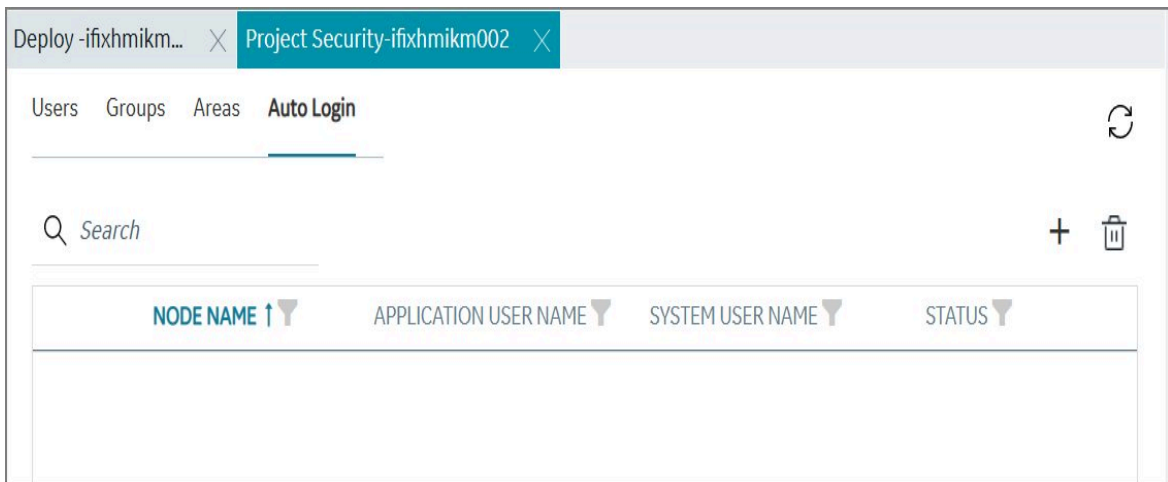 Deploy -ifixhmikm... Project Security-ifixhmikm002
Users Groups Areas Auto Login
Search
NODE NAME APPLICATION USER NAME SYSTEM USER NAME STATUS